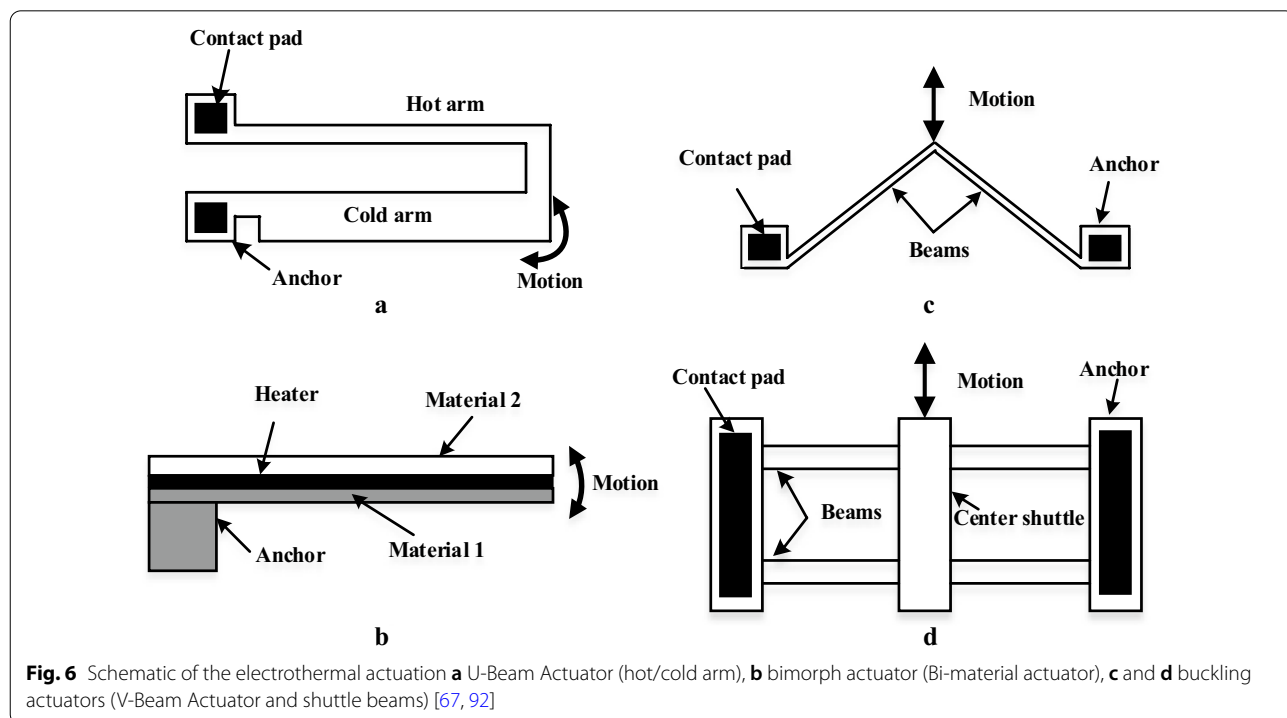 Contact pad
Hot arm
Cold arm
Anchor
Motion
a
Motion
Contact pad
Anchor
Beams
c
Heater
Material 2
Motion
Anchor
Material 1
b
Contact pad
Motion
Anchor
Beams
Center shuttle
d
Fig. 6 Schematic of the electrothermal actuation a U-Beam Actuator (hot/cold arm), b bimorph actuator (Bi-material actuator), c and d buckling
actuators (V-Beam Actuator and shuttle beams) [67, 92]